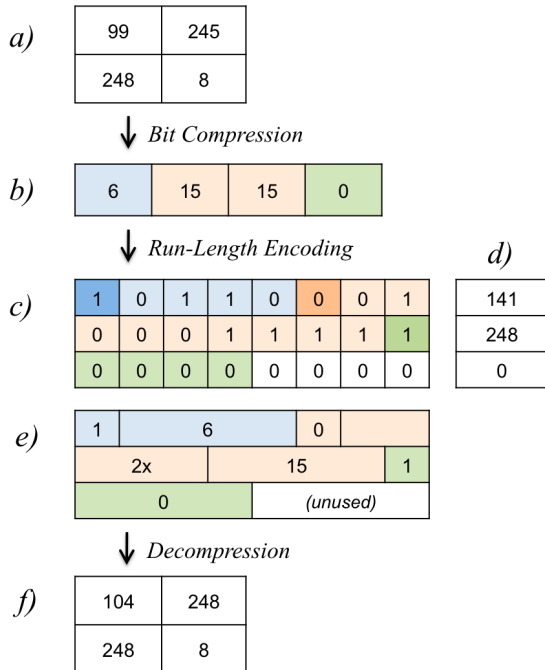 a)
99 245
248 8
Bit Compression
b)
6 15 15 0
Run-Length Encoding
d)
c)
1 0 1 1 0 0 0 1 141
0 0 0 1 1 1 1 1 248
0 0 0 0 0 0 0 0 0
e)
1 6 0
2x 15 1
0 (unused)
Decompression
f)
104 248
248 8